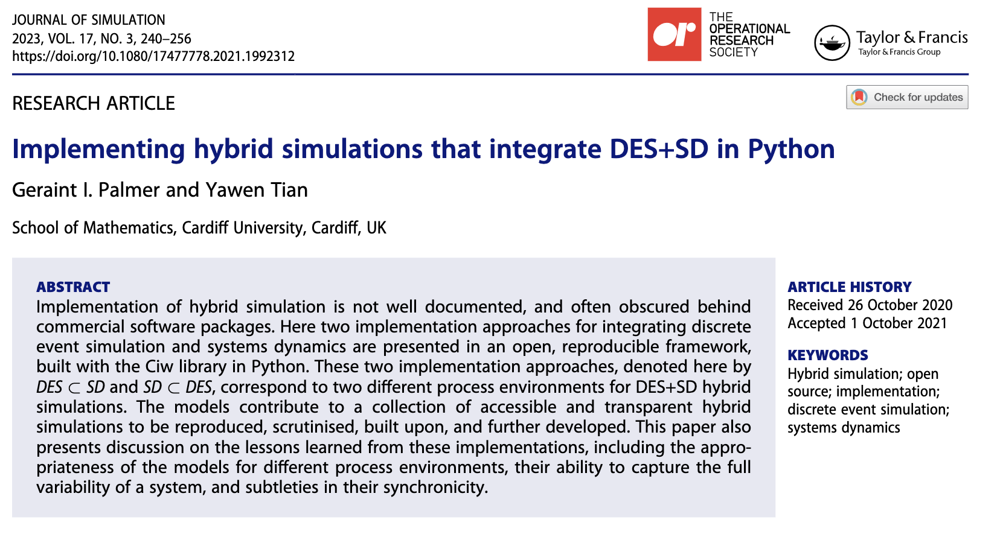 JOURNAL OF SIMULATION
2023, VOL. 17, NO. 3, 240–256
https://doi.org/10.1080/17477778.2021.1992312
or
THE
OPERATIONAL
RESEARCH
SOCIETY
Taylor & Francis
Taylor & Francis Group
RESEARCH ARTICLE
Check for updates
Implementing hybrid simulations that integrate DES+SD in Python
Geraint I. Palmer and Yawen Tian
School of Mathematics, Cardiff University, Cardiff, UK
ABSTRACT
Implementation of hybrid simulation is not well documented, and often obscured behind
commercial software packages. Here two implementation approaches for integrating discrete
event simulation and systems dynamics are presented in an open, reproducible framework,
built with the Ciw library in Python. These two implementation approaches, denoted here by
DES ⊂ SD and SD ⊂ DES, correspond to two different process environments for DES+SD hybrid
simulations. The models contribute to a collection of accessible and transparent hybrid
simulations to be reproduced, scrutinised, built upon, and further developed. This paper also
presents discussion on the lessons learned from these implementations, including the appro-
priateness of the models for different process environments, their ability to capture the full
variability of a system, and subtleties in their synchronicity.
ARTICLE HISTORY
Received 26 October 2020
Accepted 1 October 2021
KEYWORDS
Hybrid simulation; open
source; implementation;
discrete event simulation;
systems dynamics